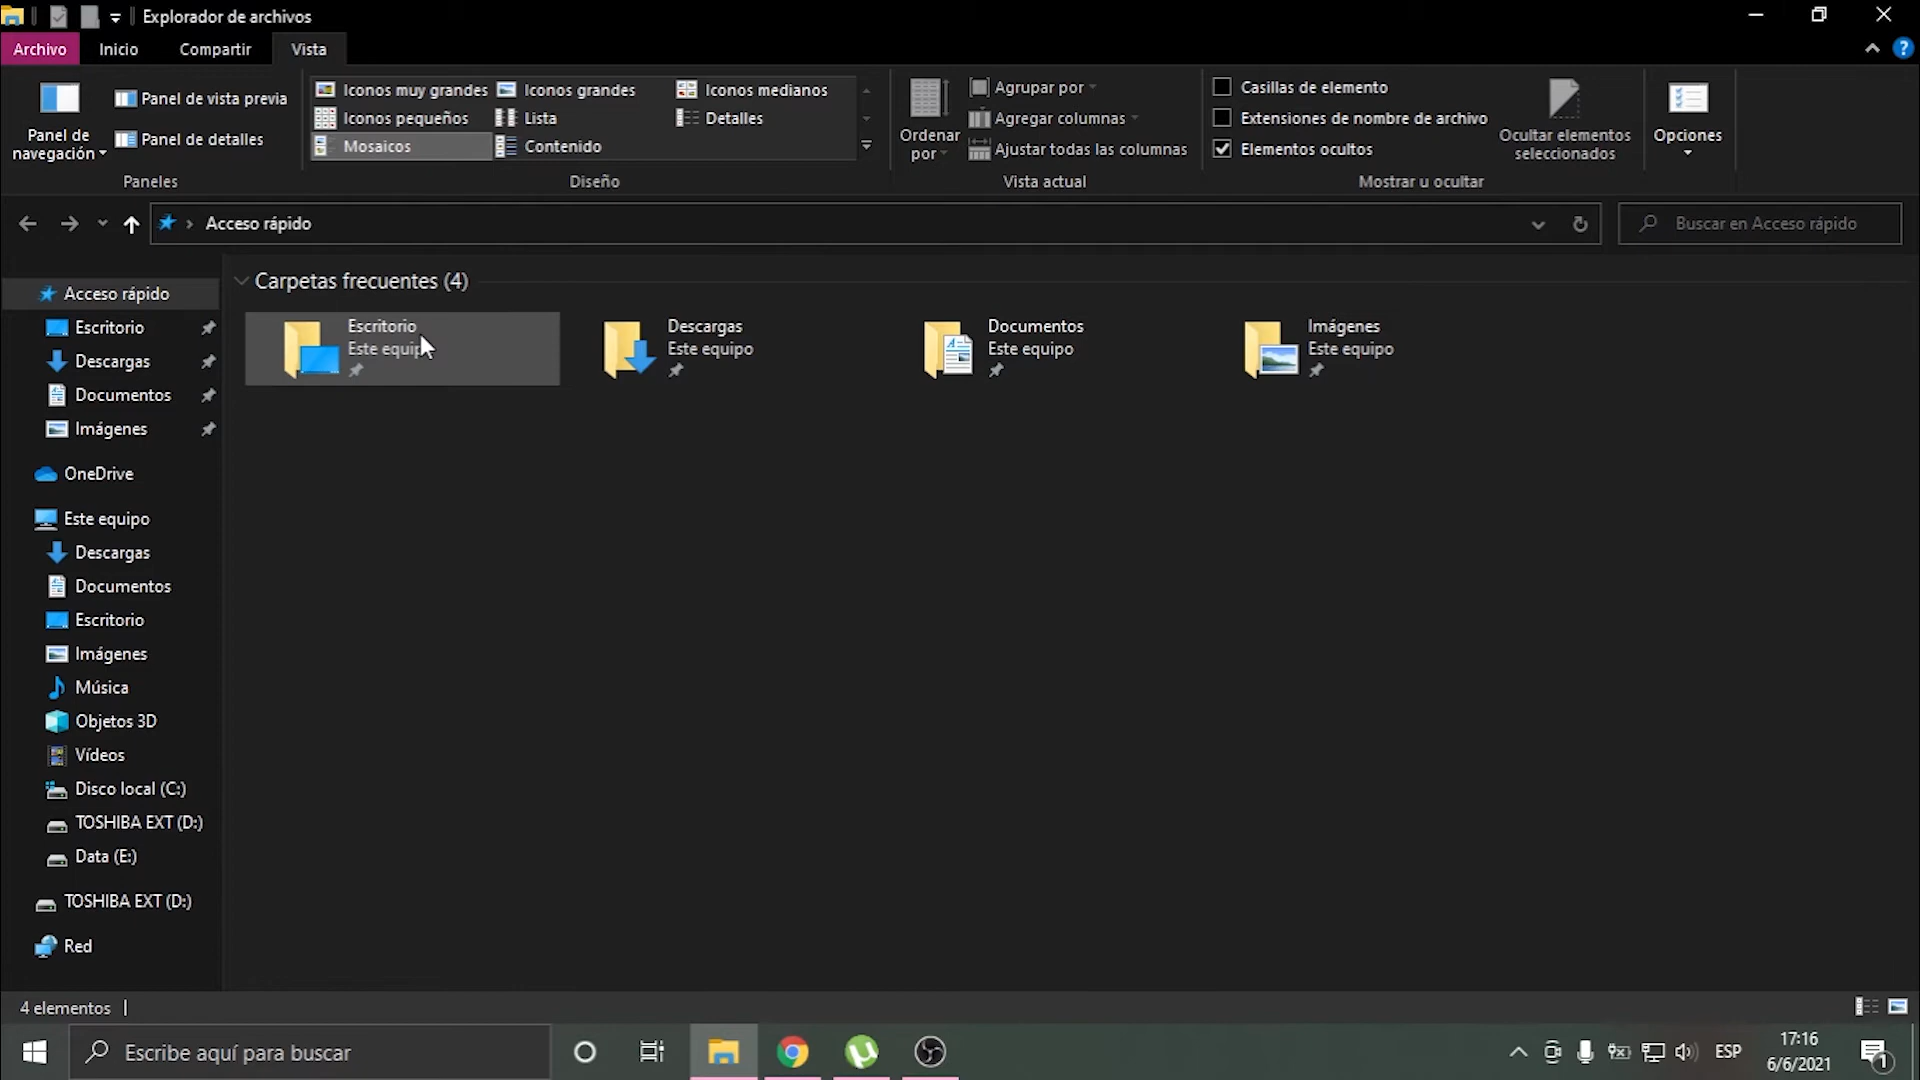 Explorador de archivos
Archivo Inicio Compartir Vista
Panel de navegación
Panel de vista previa
Panel de detalles
Paneles
Iconos muy grandes Iconos grandes Iconos medianos
Iconos pequeños Lista Detalles
Mosaicos Contenido
Diseño
Ordenar por
Agrupar por
Agregar columnas
Ajustar todas las columnas
Vista actual
Casillas de elemento
Extensiones de nombre de archivo
Elementos ocultos
Ocultar elementos
seleccionados
Mostrar u ocultar
Opciones
Acceso rápido
Buscar en Acceso rápido
Acceso rápido
Escritorio
Descargas
Documentos
Imágenes
OneDrive
Este equipo
Descargas
Documentos
Escritorio
Imágenes
Música
Objetos 3D
Vídeos
Disco local (C:)
TOSHIBA EXT (D:)
Data (E:)
TOSHIBA EXT (D:)
Red
Carpetas frecuentes (4)
Escritorio
Este equipo
Descargas
Este equipo
Documentos
Este equipo
Imágenes
Este equipo
4 elementos
Escribe aquí para buscar
ESP
17:16
6/6/2021
1